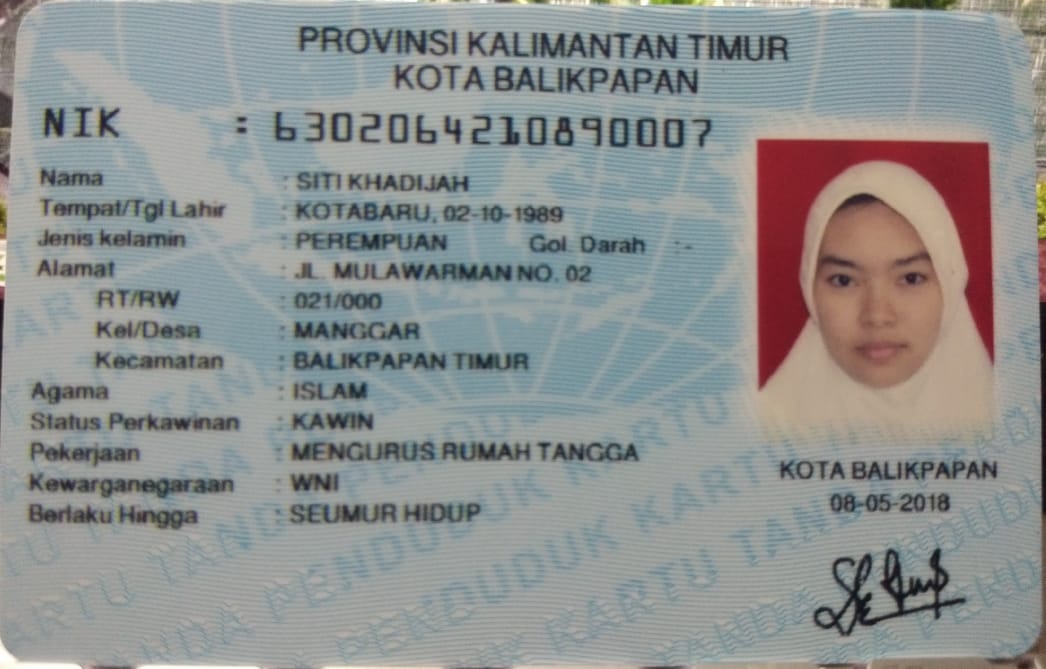 PROVINSI KALIMANTAN TIMUR
KOTA BALIKPAPAN
NIK : 6302064210890007
Nama : SITI KHADIJAH
Tempat/Tgl Lahir : KOTABARU, 02-10-1989
Jenis kelamin : PEREMPUAN Gol. Darah : -
Alamat : JL. MULAWARMAN NO. 02
RT/RW : 021/000
Kel/Desa : MANGGAR
Kecamatan : BALIKPAPAN TIMUR
Agama : ISLAM
Status Perkawinan : KAWIN
Pekerjaan : MENGURUS RUMAH TANGGA
Kewarganegaraan : WNI
Berlaku Hingga : SEUMUR HIDUP
KOTA BALIKPAPAN
08-05-2018
KARTU TANDA PENDUDUK KARTU TANDA PENDUDUK